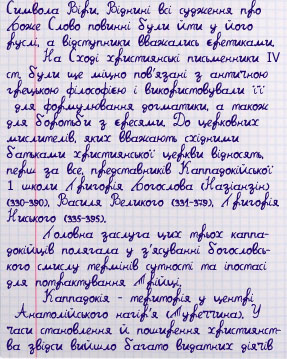 Символа Віри. Віднині всі судження про
Боже Слово повинні були йти у його
руслі, а відступники вважались єретиками.
На Сході християнські письменники IV
ст. були ще міцно пов'язані з античною
грецькою філософією і використовували її
для формулювання догматики, а також
для боротьби з єресями. До церковних
мислителів, яких вважають східними
батьками християнської церкви відносять,
перш за все, представників Каппадокійської
1 школи Григорія Богослова (Назіанзін)
(330-390), Василя Великого (331-379), Григорія
Ниського (335-395).
Головна заслуга цих трьох каппа-
докійців полягала у з'ясуванні богословсь-
кого смислу термінів сутності та іпостасі
для потрактування Трійці.
Каппадокія - територія у центрі
Анатолійського нагір'я (Туреччина). У
часи становлення й поширення християнст-
ва звідси вийшло багато видатних діячів